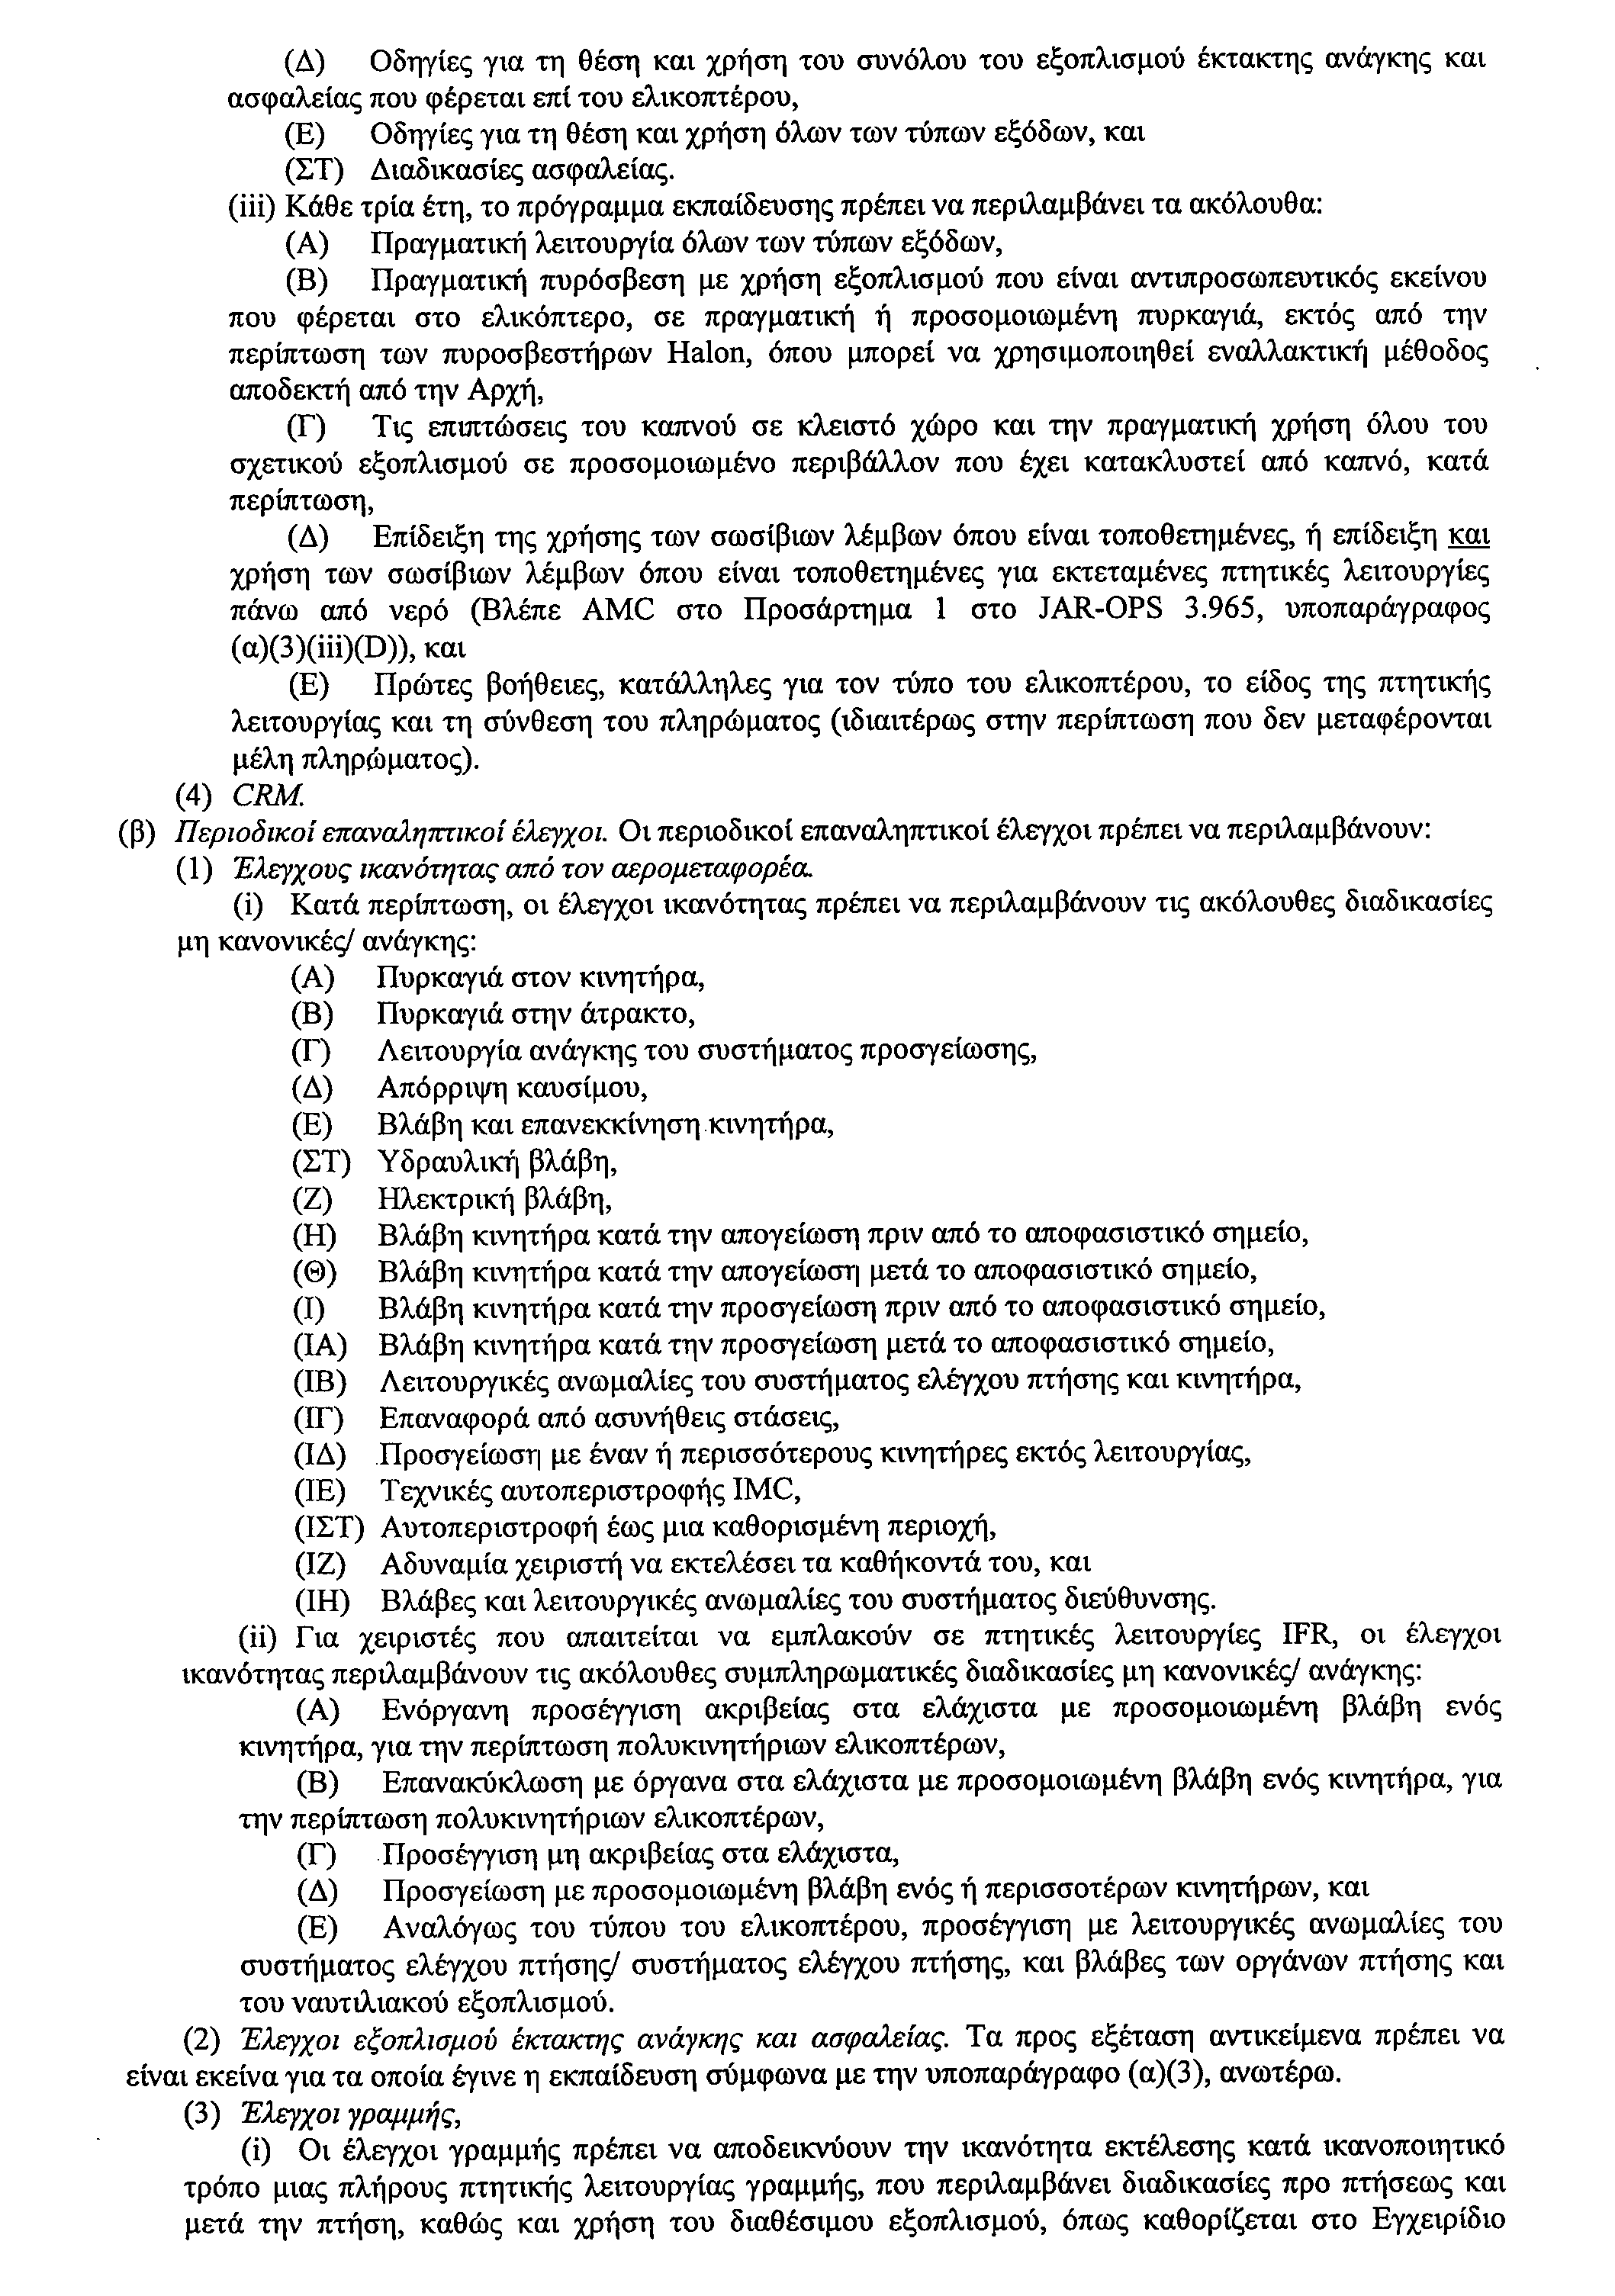 (Δ) Οδηγίες για τη θέση και χρήση του συνόλου του εξοπλισμού έκτακτης ανάγκης και
ασφαλείας που φέρεται επί του ελικοπτέρου,
(Ε) Οδηγίες για τη θέση και χρήση όλων των τύπων εξόδων, και
(ΣΤ) Διαδικασίες ασφαλείας.
(iii) Κάθε τρία έτη, το πρόγραμμα εκπαίδευσης πρέπει να περιλαμβάνει τα ακόλουθα:
(Α) Πραγματική λειτουργία όλων των τύπων εξόδων,
(Β) Πραγματική πυρόσβεση με χρήση εξοπλισμού που είναι αντιπροσωπευτικός εκείνου
που φέρεται στο ελικόπτερο, σε πραγματική ή προσομοιωμένη πυρκαγιά, εκτός από την
περίπτωση των πυροσβεστήρων Halon, όπου μπορεί να χρησιμοποιηθεί εναλλακτική μέθοδος
αποδεκτή από την Αρχή,
(Γ) Τις επιπτώσεις του καπνού σε κλειστό χώρο και την πραγματική χρήση όλου του
σχετικού εξοπλισμού σε προσομοιωμένο περιβάλλον που έχει κατακλυστεί από καπνό, κατά
περίπτωση,
(Δ) Επίδειξη της χρήσης των σωσίβιων λέμβων όπου είναι τοποθετημένες, ή επίδειξη και
χρήση των σωσίβιων λέμβων όπου είναι τοποθετημένες για εκτεταμένες πτητικές λειτουργίες
πάνω από νερό (Βλέπε AMC στο Προσάρτημα 1 στο JAR-OPS 3.965, υποπαράγραφος
(α)(3)(iii)(D)), και
(Ε) Πρώτες βοήθειες, κατάλληλες για τον τύπο του ελικοπτέρου, το είδος της πτητικής
λειτουργίας και τη σύνθεση του πληρώματος (ιδιαιτέρως στην περίπτωση που δεν μεταφέρονται
μέλη πληρώματος).
(4) CRM.
(β) Περιοδικοί επαναληπτικοί έλεγχοι. Οι περιοδικοί επαναληπτικοί έλεγχοι πρέπει να περιλαμβάνουν:
(1) Έλεγχους ικανότητας από τον αερομεταφορέα.
(i) Κατά περίπτωση, οι έλεγχοι ικανότητας πρέπει να περιλαμβάνουν τις ακόλουθες διαδικασίες
μη κανονικές/ ανάγκης:
(Α) Πυρκαγιά στον κινητήρα,
(Β) Πυρκαγιά στην άτρακτο,
(Γ) Λειτουργία ανάγκης του συστήματος προσγείωσης,
(Δ) Απόρριψη καυσίμου,
(Ε) Βλάβη και επανεκκίνηση κινητήρα,
(ΣΤ) Υδραυλική βλάβη,
(Ζ) Ηλεκτρική βλάβη,
(Η) Βλάβη κινητήρα κατά την απογείωση πριν από το αποφασιστικό σημείο,
(Θ) Βλάβη κινητήρα κατά την απογείωση μετά το αποφασιστικό σημείο,
(Ι) Βλάβη κινητήρα κατά την προσγείωση πριν από το αποφασιστικό σημείο,
(ΙΑ) Βλάβη κινητήρα κατά την προσγείωση μετά το αποφασιστικό σημείο,
(ΙΒ) Λειτουργικές ανωμαλίες του συστήματος ελέγχου πτήσης και κινητήρα,
(ΙΓ) Επαναφορά από ασυνήθεις στάσεις,
(ΙΔ) Προσγείωση με έναν ή περισσότερους κινητήρες εκτός λειτουργίας,
(ΙΕ) Τεχνικές αυτοπεριστροφής IMC,
(ΙΣΤ) Αυτοπεριστροφή έως μια καθορισμένη περιοχή,
(ΙΖ) Αδυναμία χειριστή να εκτελέσει τα καθήκοντά του, και
(ΙΗ) Βλάβες και λειτουργικές ανωμαλίες του συστήματος διεύθυνσης.
(ii) Για χειριστές που απαιτείται να εμπλακούν σε πτητικές λειτουργίες IFR, οι έλεγχοι
ικανότητας περιλαμβάνουν τις ακόλουθες συμπληρωματικές διαδικασίες μη κανονικές/ ανάγκης:
(Α) Ενόργανη προσέγγιση ακριβείας στα ελάχιστα με προσομοιωμένη βλάβη ενός
κινητήρα, για την περίπτωση πολυκινητήριων ελικοπτέρων,
(Β) Επανακύκλωση με όργανα στα ελάχιστα με προσομοιωμένη βλάβη ενός κινητήρα, για
την περίπτωση πολυκινητήριων ελικοπτέρων,
(Γ) Προσέγγιση μη ακριβείας στα ελάχιστα,
(Δ) Προσγείωση με προσομοιωμένη βλάβη ενός ή περισσοτέρων κινητήρων, και
(Ε) Αναλόγως του τύπου του ελικοπτέρου, προσέγγιση με λειτουργικές ανωμαλίες του
συστήματος ελέγχου πτήσης/ συστήματος ελέγχου πτήσης, και βλάβες των οργάνων πτήσης και
του ναυτιλιακού εξοπλισμού.
(2) Έλεγχοι εξοπλισμού έκτακτης ανάγκης και ασφαλείας. Τα προς εξέταση αντικείμενα πρέπει να
είναι εκείνα για τα οποία έγινε η εκπαίδευση σύμφωνα με την υποπαράγραφο (α)(3), ανωτέρω.
(3) Έλεγχοι γραμμής,
(i) Οι έλεγχοι γραμμής πρέπει να αποδεικνύουν την ικανότητα εκτέλεσης κατά ικανοποιητικό
τρόπο μιας πλήρους πτητικής λειτουργίας γραμμής, που περιλαμβάνει διαδικασίες προ πτήσεως και
μετά την πτήση, καθώς και χρήση του διαθέσιμου εξοπλισμού, όπως καθορίζεται στο Εγχειρίδιο